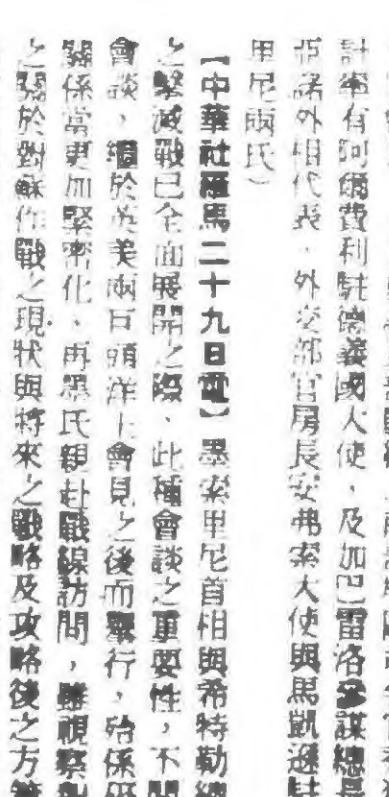 計畫有阿爾費利駐德義國大使、及加巴雷洛參謀總長
亞諾外相代表、外交部官房長安弗索大使與馬凱遜駐
里尼兩氏）
【中華社羅馬二十九日電】墨索里尼首相與希特勒總
之擊滅戰已全面展開之際、此種會談之重要性、不
會談、繼於英美兩巨頭洋上會見之後而舉行、殆係
關係當更加緊密化、再墨氏親赴戰線訪問、雖視察
之關於對蘇作戰之現狀與將來之戰略及攻略後之方